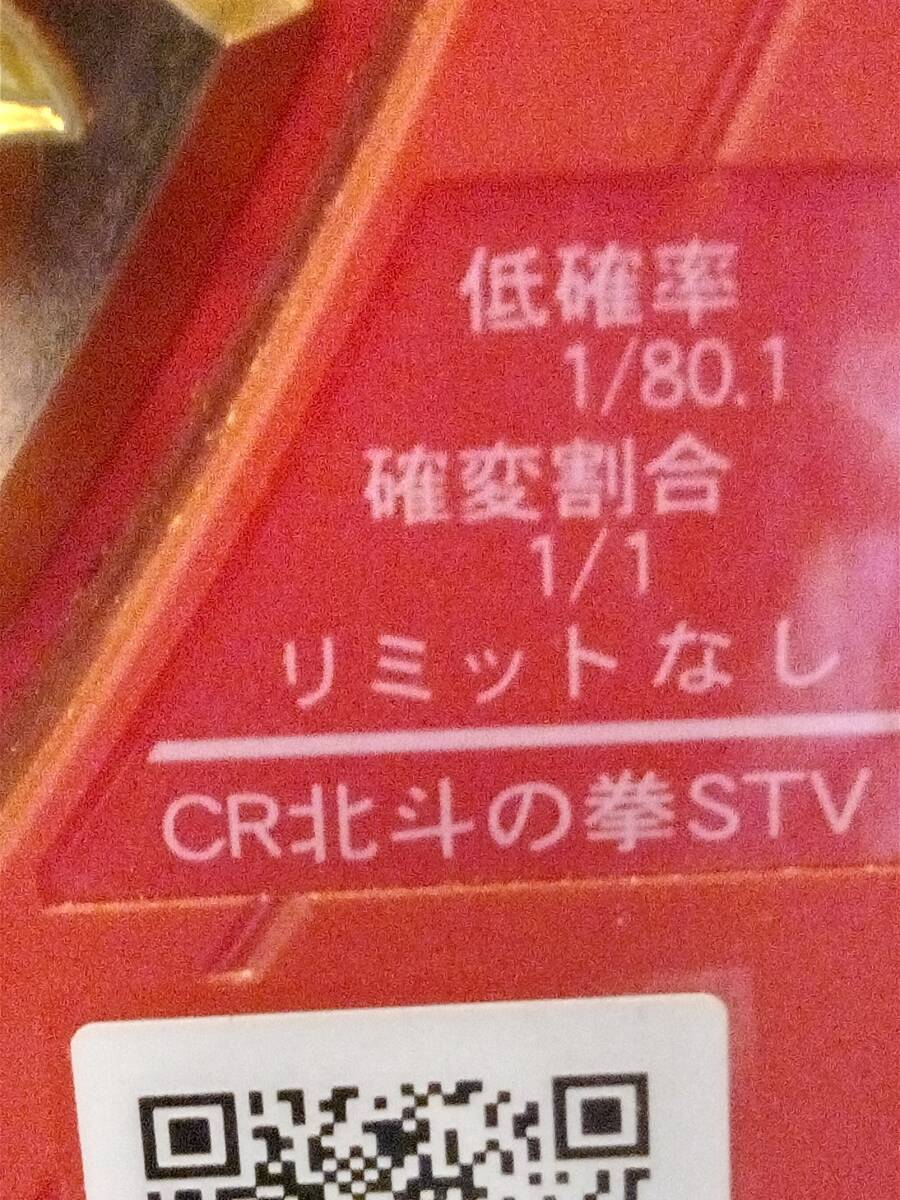 低確率
1/80.1
確変割合
1/1
リミットなし
CR北斗の拳STV